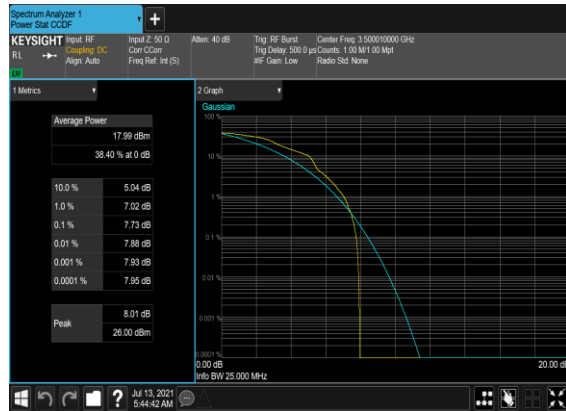 Spectrum Analyzer 1
Power Stat CCDF
+
KEYSIGHT Input: RF Input Z: 50 Ω Atten: 40 dB Trig: RF Burst Center Freq: 3.500010000 GHz
RL Coupling: DC Corr CCorr Trig Delay: 500.0 µs Counts: 1.00 M/1.00 Mpt
Align: Auto Freq Ref: Int (S) #IF Gain: Low Radio Std: None
1 Metrics
2 Graph
Average Power
17.99 dBm
38.40 % at 0 dB
10.0 % 5.04 dB
1.0 % 7.02 dB
0.1 % 7.73 dB
0.01 % 7.88 dB
0.001 % 7.93 dB
0.0001 % 7.95 dB
Peak
8.01 dB
26.00 dBm
Gaussian
100 %
10 %
1 %
0.1 %
0.01 %
0.001 %
0.0001 %
0.00 dB 20.00 dB
Info BW 25.000 MHz
?
Jul 13, 2021
5:44:42 AM